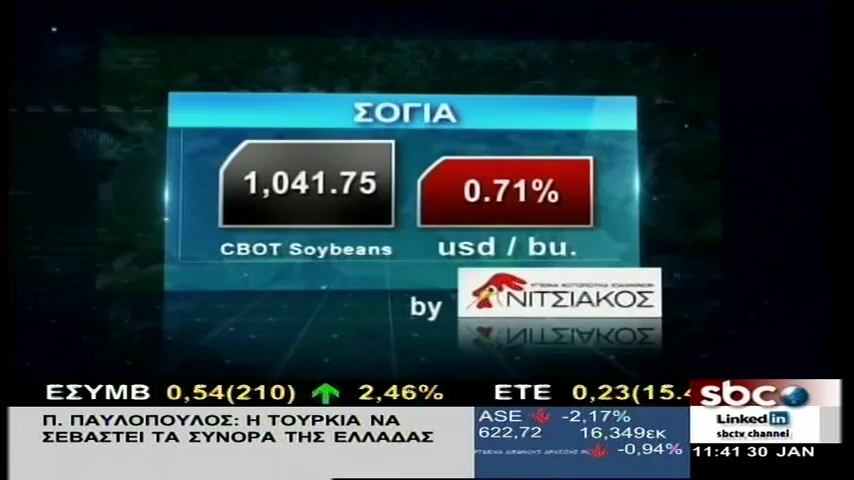 ΣΟΓΙΑ
1,041.75
0.71%
CBOT Soybeans
usd / bu.
by
ΝΙΤΣΙΑΚΟΣ
ΕΣΥΜΒ 0,54(210) 2,46% ΕΤΕ 0,23(15.4
sbc
Π. ΠΑΥΛΟΠΟΥΛΟΣ: Η ΤΟΥΡΚΙΑ ΝΑ
ΣΕΒΑΣΤΕΙ ΤΑ ΣΥΝΟΡΑ ΤΗΣ ΕΛΛΑΔΑΣ
ASE -2,17%
622,72 16,349εκ
-0,94%
Linked in
sbctv channel
11:41 30 JAN